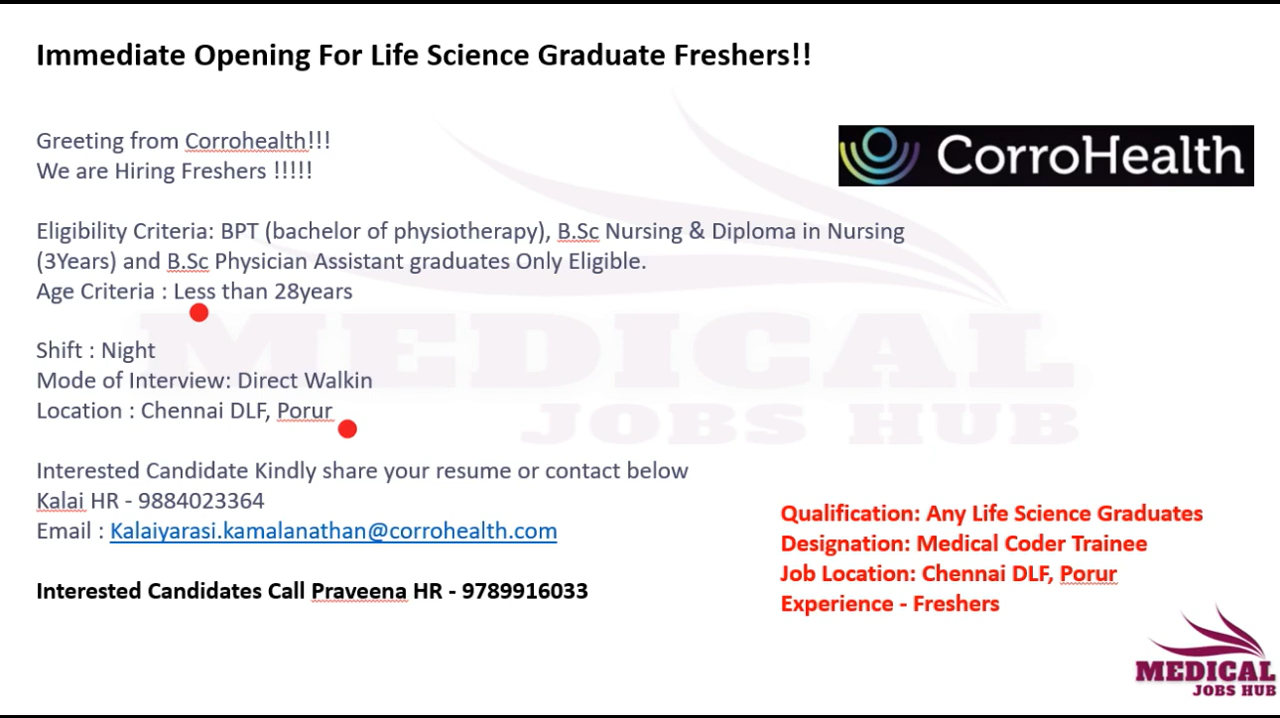 Immediate Opening For Life Science Graduate Freshers!!
Greeting from Corrohealth!!!
We are Hiring Freshers !!!!!
CorroHealth
Eligibility Criteria: BPT (bachelor of physiotherapy), B.Sc Nursing & Diploma in Nursing
(3Years) and B.Sc Physician Assistant graduates Only Eligible.
Age Criteria : Less than 28years
Shift : Night
Mode of Interview: Direct Walkin
Location : Chennai DLF, Porur
MEDICAL
JOBS HUB
Interested Candidate Kindly share your resume or contact below
Kalai HR - 9884023364
Email : Kalaiyarasi.kamalanathan@corrohealth.com
Interested Candidates Call Praveena HR - 9789916033
Qualification: Any Life Science Graduates
Designation: Medical Coder Trainee
Job Location: Chennai DLF, Porur
Experience - Freshers
MEDICAL
JOBS HUB